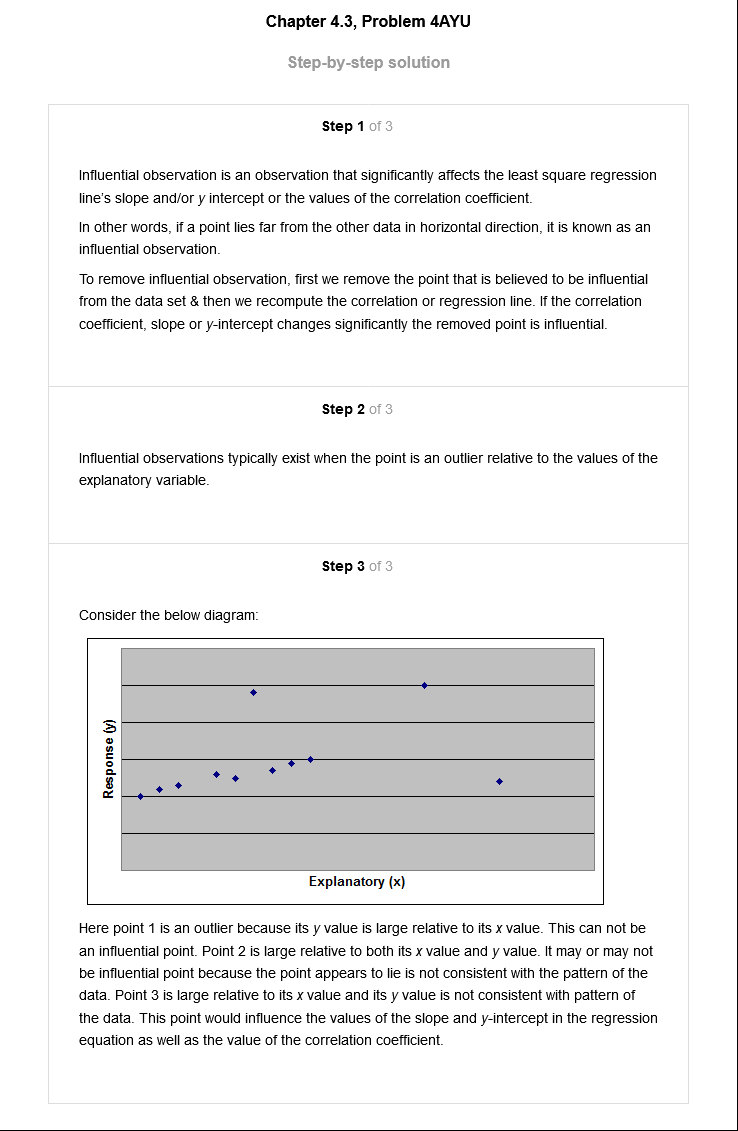 Chapter 4.3, Problem 4AYU
Step-by-step solution
Step 1 of 3
Influential observation is an observation that significantly affects the least square regression
line's slope and/or y intercept or the values of the correlation coefficient.
In other words, if a point lies far from the other data in horizontal direction, it is known as an
influential observation.
To remove influential observation, first we remove the point that is believed to be influential
from the data set & then we recompute the correlation or regression line. If the correlation
coefficient, slope or y-intercept changes significantly the removed point is influential.
Step 2 of 3
Influential observations typically exist when the point is an outlier relative to the values of the
explanatory variable.
Step 3 of 3
Consider the below diagram:
Response (y)
Explanatory (x)
Here point 1 is an outlier because its y value is large relative to its x value. This can not be
an influential point. Point 2 is large relative to both its x value and y value. It may or may not
be influential point because the point appears to lie is not consistent with the pattern of the
data. Point 3 is large relative to its x value and its y value is not consistent with pattern of
the data. This point would influence the values of the slope and y-intercept in the regression
equation as well as the value of the correlation coefficient.